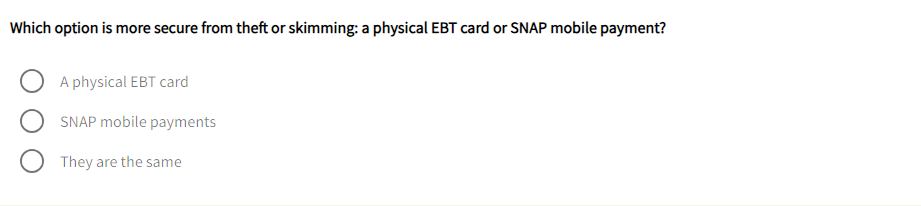 Which option is more secure from theft or skimming: a physical EBT card or SNAP mobile payment?
A physical EBT card
SNAP mobile payments
They are the same